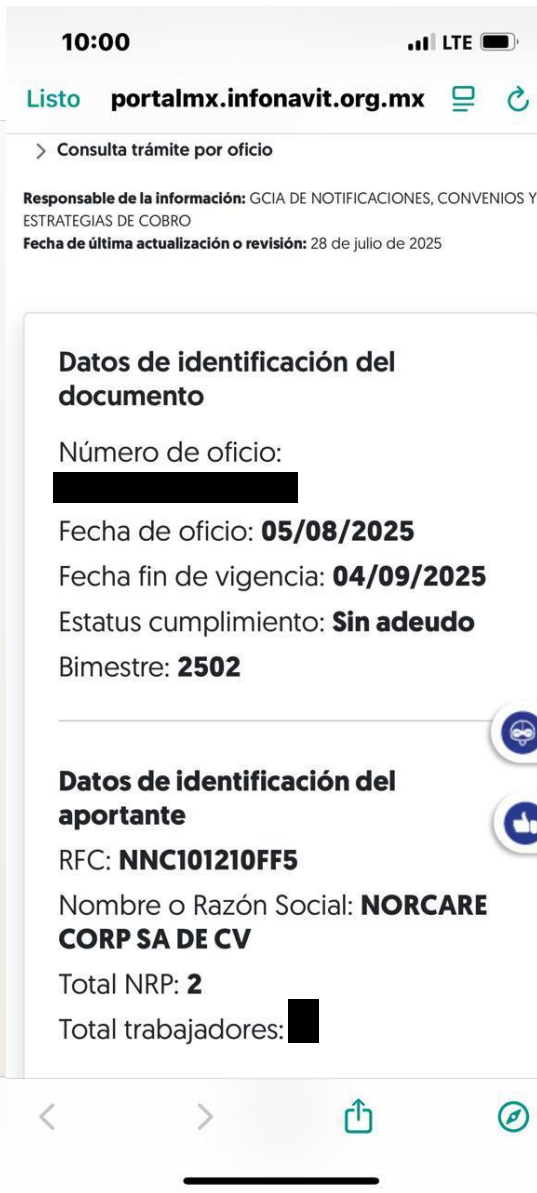 10:00
LTE
Listo portalmx.infonavit.org.mx
> Consulta trámite por oficio
Responsable de la información: GCIA DE NOTIFICACIONES, CONVENIOS Y
ESTRATEGIAS DE COBRO
Fecha de última actualización o revisión: 28 de julio de 2025
Datos de identificación del
documento
Número de oficio:
Fecha de oficio: 05/08/2025
Fecha fin de vigencia: 04/09/2025
Estatus cumplimiento: Sin adeudo
Bimestre: 2502
Datos de identificación del
aportante
RFC: NNC101210FF5
Nombre o Razón Social: NORCARE
CORP SA DE CV
Total NRP: 2
Total trabajadores: